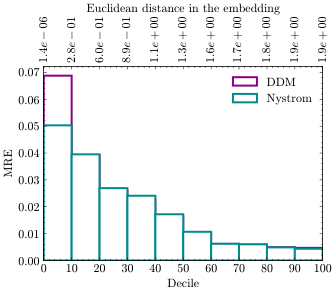 Euclidean distance in the embedding
1.4e−06 2.8e−01 6.0e−01 8.9e−01 1.1e+00 1.3e+00 1.6e+00 1.7e+00 1.8e+00 1.9e+00 1.9e+00
0.07
0.06
0.05
0.04
0.03
0.02
0.01
0.00
MRE
DDM
Nystrom
0 10 20 30 40 50 60 70 80 90 100
Decile